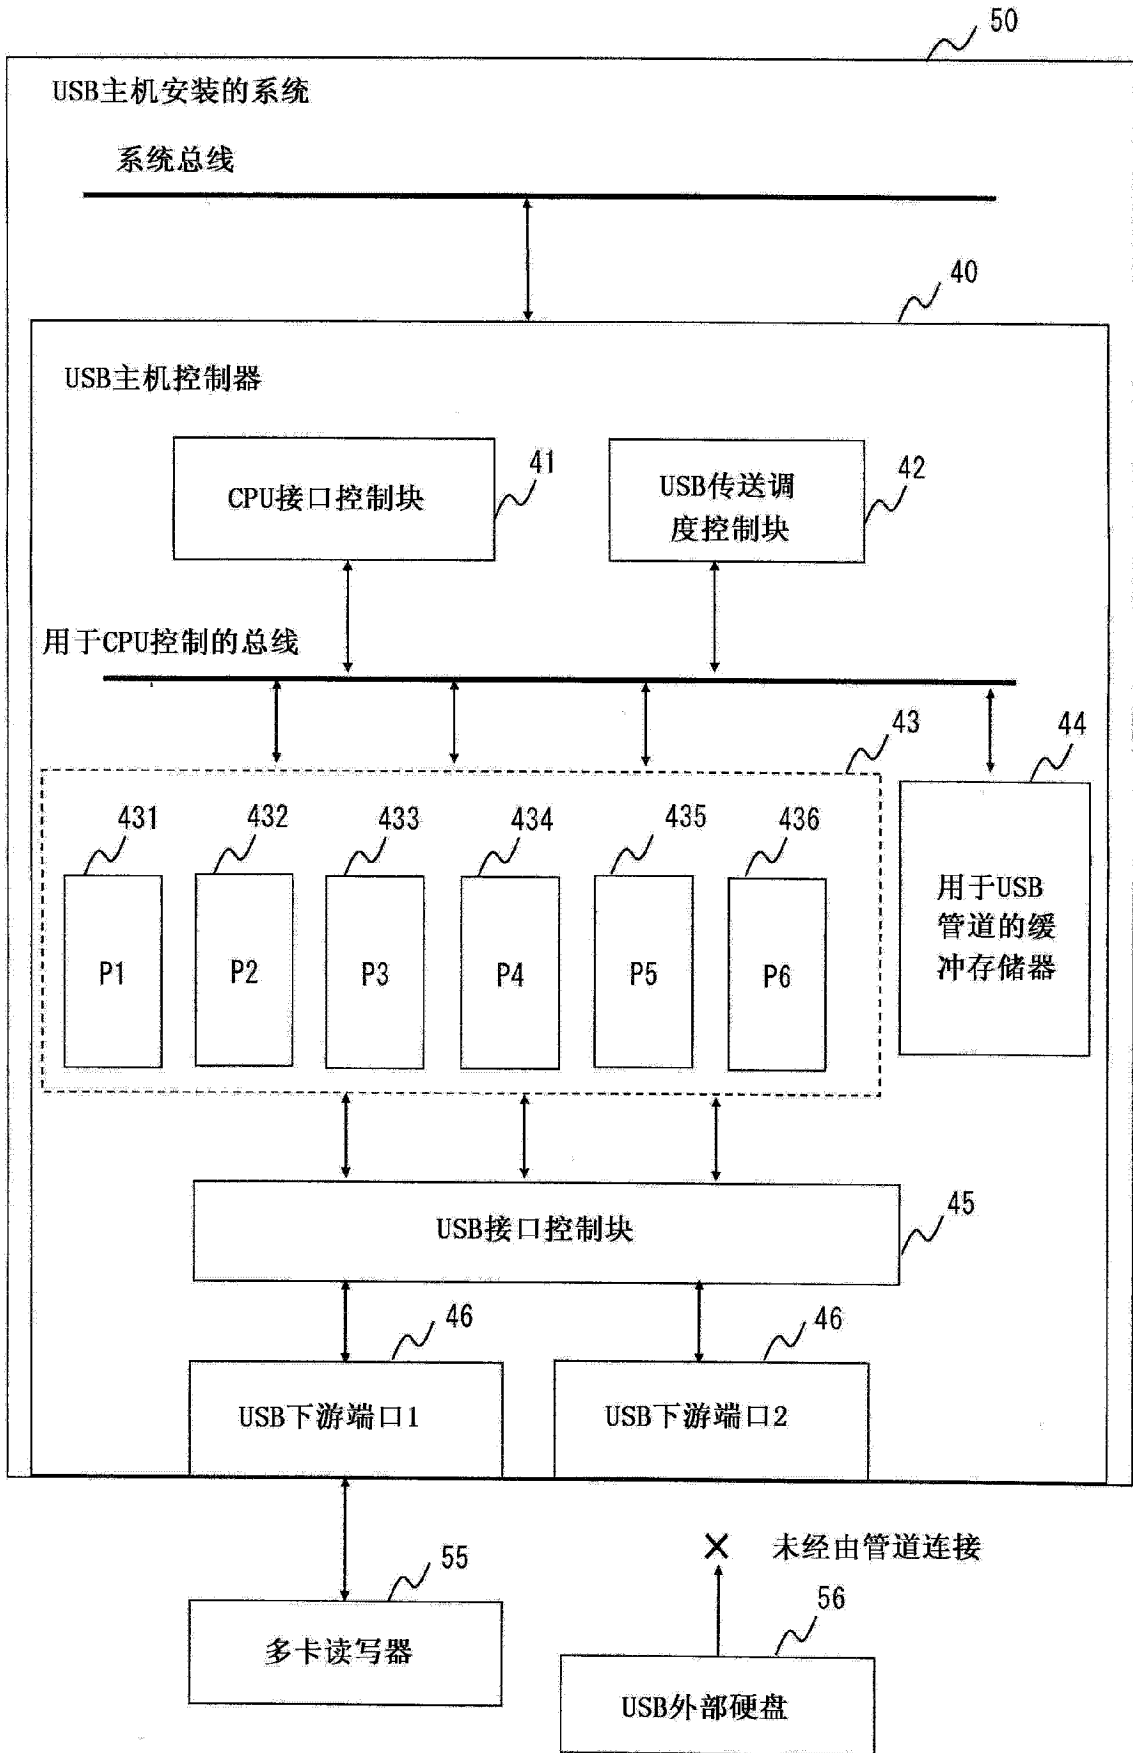 50
USB主机安装的系统
系统总线
40
USB主机控制器
41
42
CPU接口控制块
USB传送调
度控制块
用于CPU控制的总线
43
44
431
432
433
434
435
436
P1
P2
P3
P4
P5
P6
用于USB
管道的缓
冲存储器
USB接口控制块
45
46
46
USB下游端口1
USB下游端口2
× 未经由管道连接
55
56
多卡读写器
USB外部硬盘